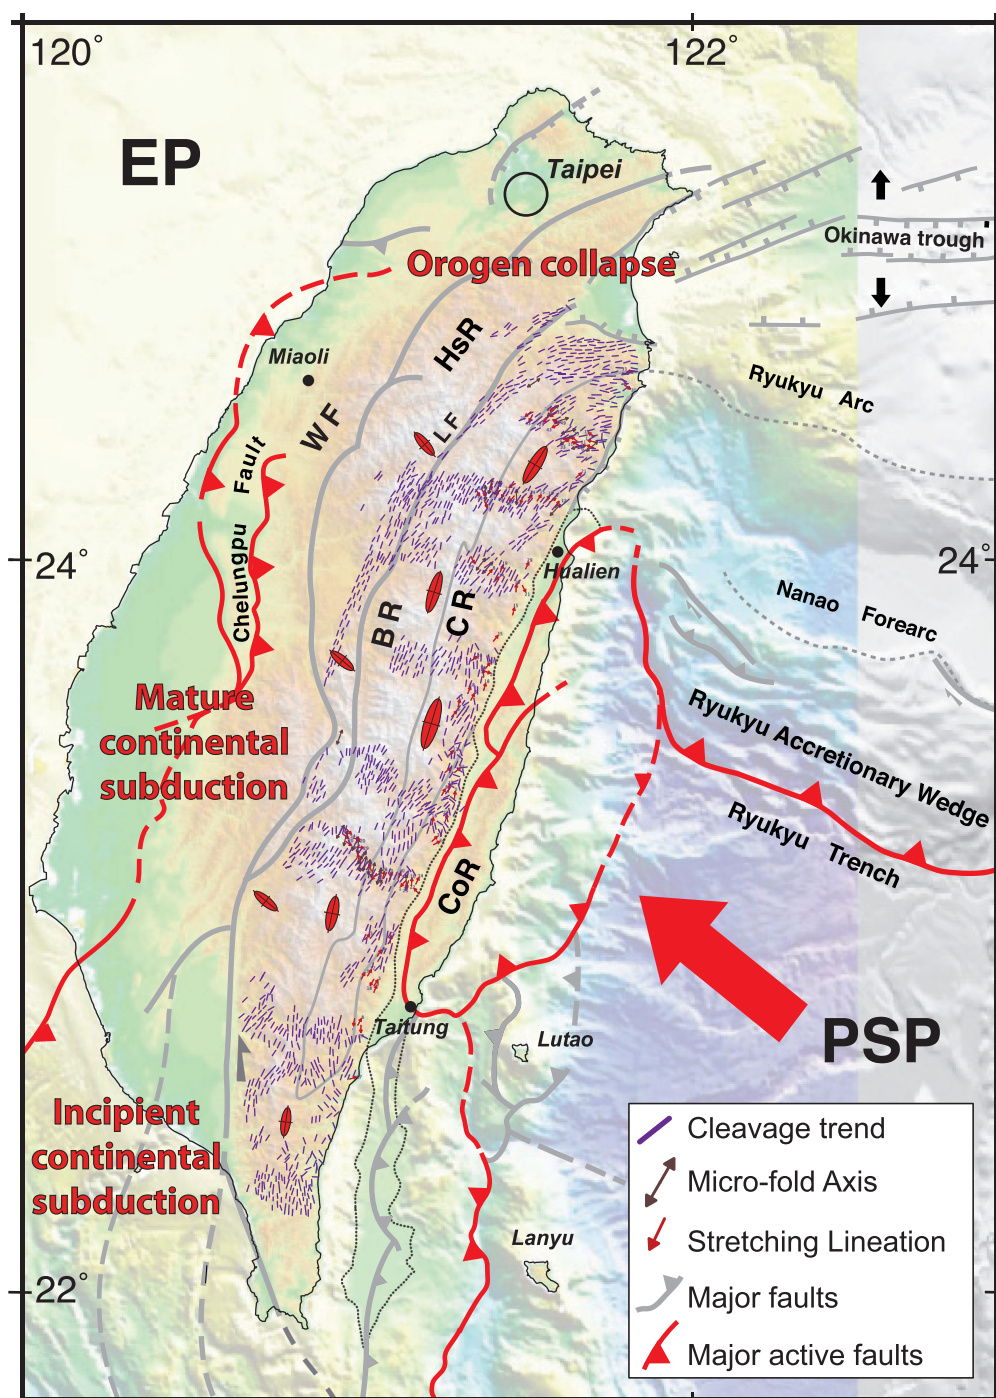 120°
122°
EP
Taipei
Okinawa trough
Orogen collapse
HsR
Miaoli
Ryukyu Arc
WF
LF
Chelungpu Fault
24°
24°
Hualien
Nanao Forearc
BR
CR
Mature
continental
subduction
Ryukyu Accretionary Wedge
Ryukyu Trench
CoR
Taitung
Lutao
PSP
Incipient
continental
subduction
Lanyu
22°
Cleavage trend
Micro-fold Axis
Stretching Lineation
Major faults
Major active faults